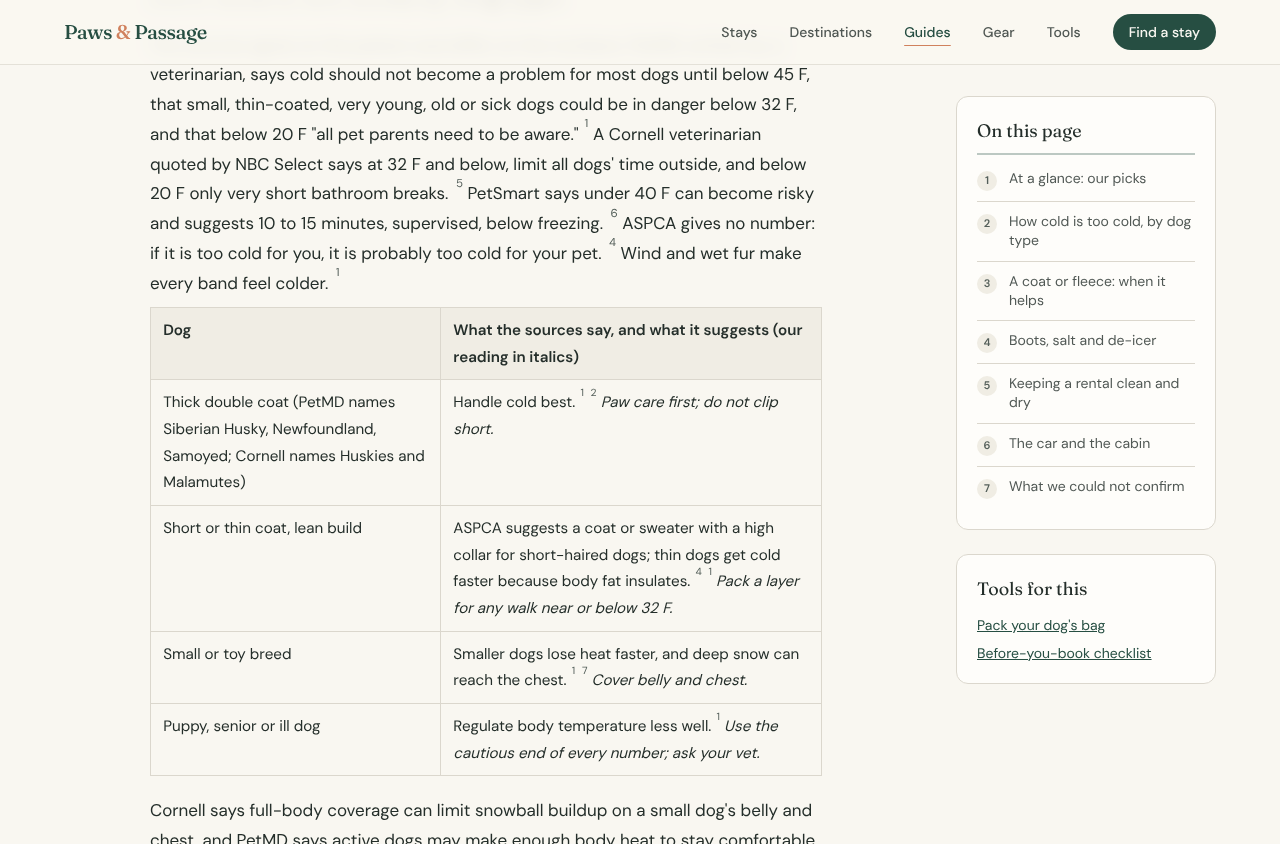 Paws & Passage
Stays
Destinations
Guides
Gear
Tools
Find a stay
veterinarian, says cold should not become a problem for most dogs until below 45 F,
that small, thin-coated, very young, old or sick dogs could be in danger below 32 F,
and that below 20 F "all pet parents need to be aware." 1 A Cornell veterinarian
quoted by NBC Select says at 32 F and below, limit all dogs' time outside, and below
20 F only very short bathroom breaks. 5 PetSmart says under 40 F can become risky
and suggests 10 to 15 minutes, supervised, below freezing. 6 ASPCA gives no number:
if it is too cold for you, it is probably too cold for your pet. 4 Wind and wet fur make
every band feel colder. 1
Dog
What the sources say, and what it suggests (our
reading in italics)
Thick double coat (PetMD names
Siberian Husky, Newfoundland,
Samoyed; Cornell names Huskies and
Malamutes)
Handle cold best. 1 2 Paw care first; do not clip
short.
Short or thin coat, lean build
ASPCA suggests a coat or sweater with a high
collar for short-haired dogs; thin dogs get cold
faster because body fat insulates. 4 1 Pack a layer
for any walk near or below 32 F.
Small or toy breed
Smaller dogs lose heat faster, and deep snow can
reach the chest. 1 7 Cover belly and chest.
Puppy, senior or ill dog
Regulate body temperature less well. 1 Use the
cautious end of every number; ask your vet.
Cornell says full-body coverage can limit snowball buildup on a small dog's belly and
chest, and PetMD says active dogs may make enough body heat to stay comfortable
On this page
1 At a glance: our picks
2 How cold is too cold, by dog
type
3 A coat or fleece: when it
helps
4 Boots, salt and de-icer
5 Keeping a rental clean and
dry
6 The car and the cabin
7 What we could not confirm
Tools for this
Pack your dog's bag
Before-you-book checklist